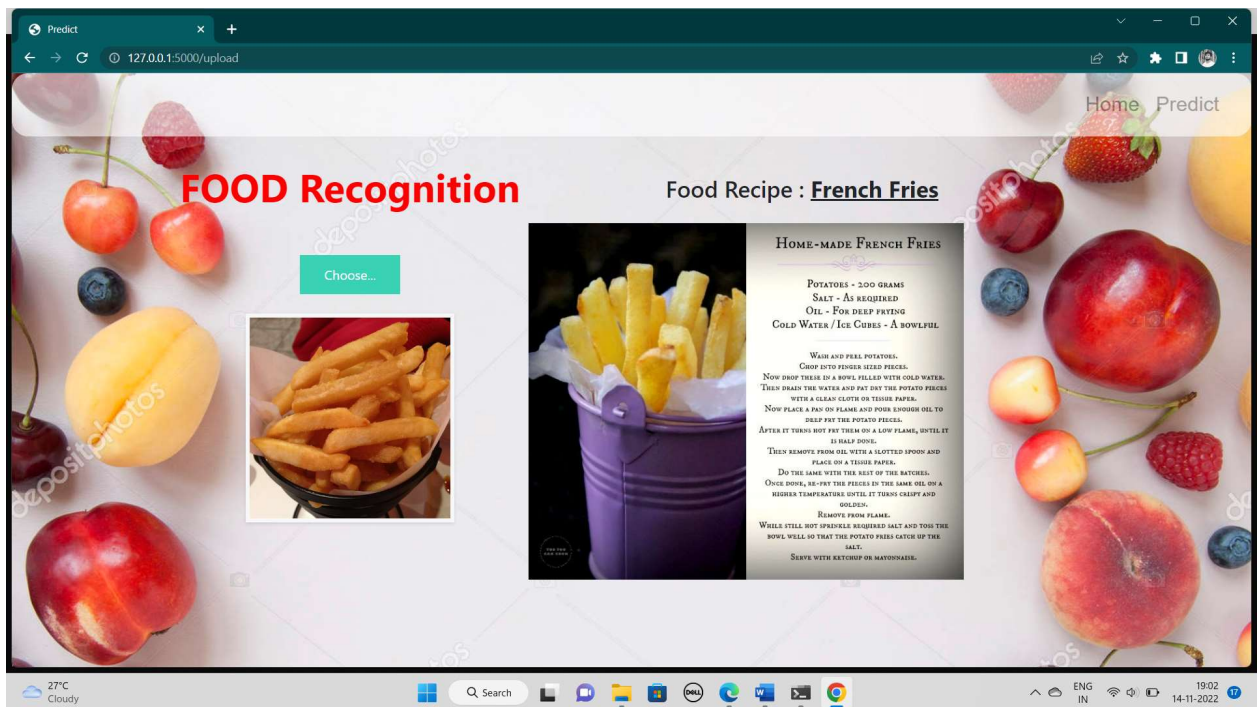 Predict
127.0.0.1:5000/upload
Home Predict
FOOD Recognition
Choose...
Food Recipe : French Fries
HOME-MADE FRENCH FRIES
POTATOES - 200 GRAMS
SALT - AS REQUIRED
OIL - FOR DEEP FRYING
COLD WATER / ICE CUBES - A BOWLFUL
WASH AND PEEL POTATOES.
CHOP INTO FINGER SIZED PIECES.
NOW DROP THESE IN A BOWL FILLED WITH COLD WATER.
THEN DRAIN THE WATER AND PAT DRY THE POTATO PIECES
WITH A CLEAN CLOTH OR TISSUE PAPER.
NOW PLACE A PAN ON FLAME AND POUR ENOUGH OIL TO
DEEP FRY THE POTATO PIECES.
AFTER IT TURNS HOT FRY THEM ON A LOW FLAME, UNTIL IT
IS HALF DONE.
THEN REMOVE FROM OIL WITH A SLOTTED SPOON AND
PLACE ON A TISSUE PAPER.
DO THE SAME WITH THE REST OF THE BATCHES.
ONCE DONE, RE-FRY THE PIECES IN THE SAME OIL ON A
HIGHER TEMPERATURE UNTIL IT TURNS CRISPY AND
GOLDEN.
REMOVE FROM FLAME.
WHILE STILL HOT SPRINKLE REQUIRED SALT AND TOSS THE
BOWL WELL SO THAT THE POTATO FRIES CATCH UP THE
SALT.
SERVE WITH KETCHUP OR MAYONNAISE.
depositphotos
depositphotos
depositphotos
27°C
Cloudy
Search
DELL
ENG
IN
19:02
14-11-2022
17